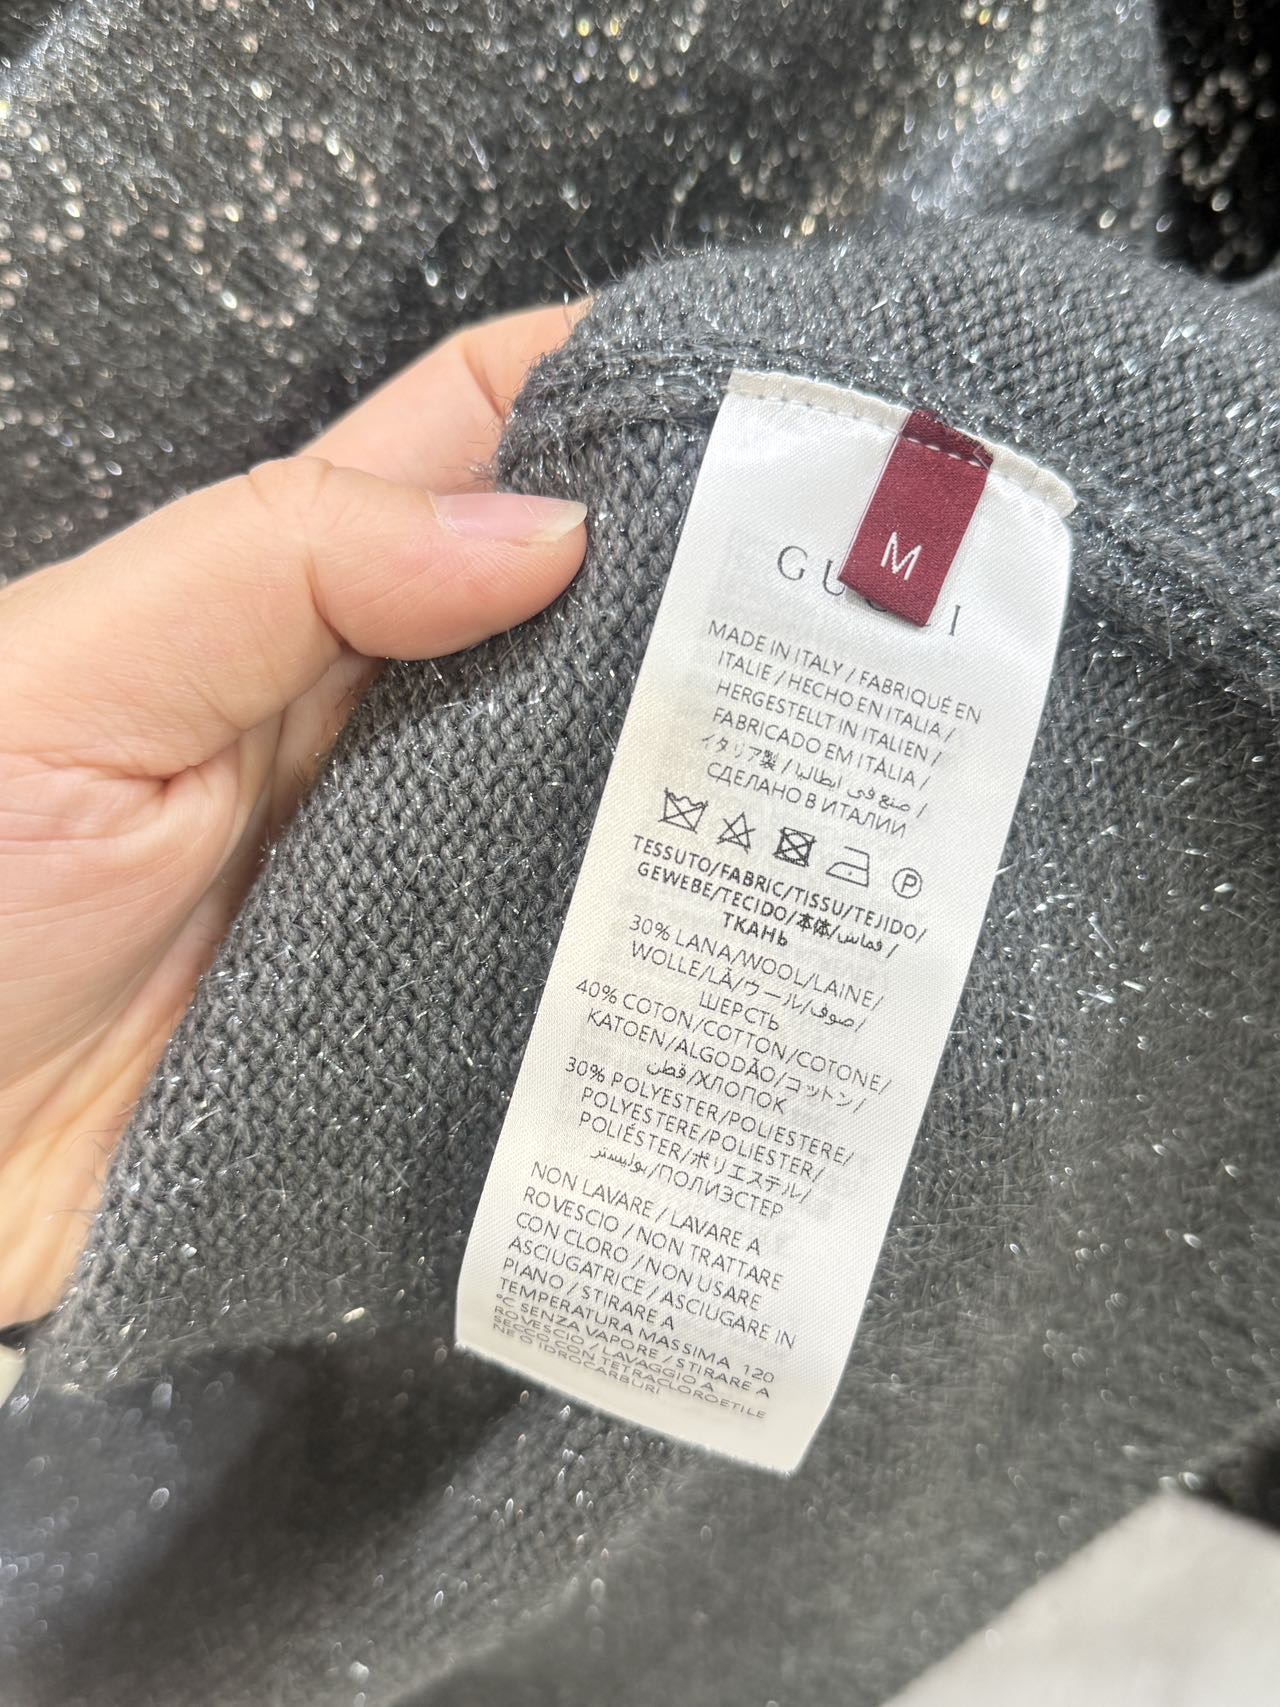 M
GUCCI
MADE IN ITALY / FABRIQUÉ EN
ITALIE / HECHO EN ITALIA /
HERGESTELLT IN ITALIEN /
FABRICADO EM ITÁLIA /
イタリア製 / صنع في إيطاليا /
СДЕЛАНО В ИТАЛИИ
P
TESSUTO/FABRIC/TISSU/TEJIDO/
GEWEBE/TECIDO/本体/قماس/
ТКАНЬ
30% LANA/WOOL/LAINE/
WOLLE/LÃ/ウール/صوف/
ШЕРСТЬ
40% COTON/COTTON/COTONE/
KATOEN/ALGODÃO/コットン/
قطن/ХЛОПОК
30% POLYESTER/POLIESTERE/
POLYESTERE/POLIESTER/
POLIÉSTER/ポリエステル/
بوليستر/ПОЛИЭСТЕР
NON LAVARE / LAVARE A
ROVESCIO / NON TRATTARE
CON CLORO / NON USARE
ASCIUGATRICE / ASCIUGARE IN
PIANO / STIRARE A
TEMPERATURA MASSIMA 120
°C SENZA VAPORE / STIRARE A
ROVESCIO / LAVAGGIO A
SECCO CON TETRACLOROETILE
NE O IDROCARBURI